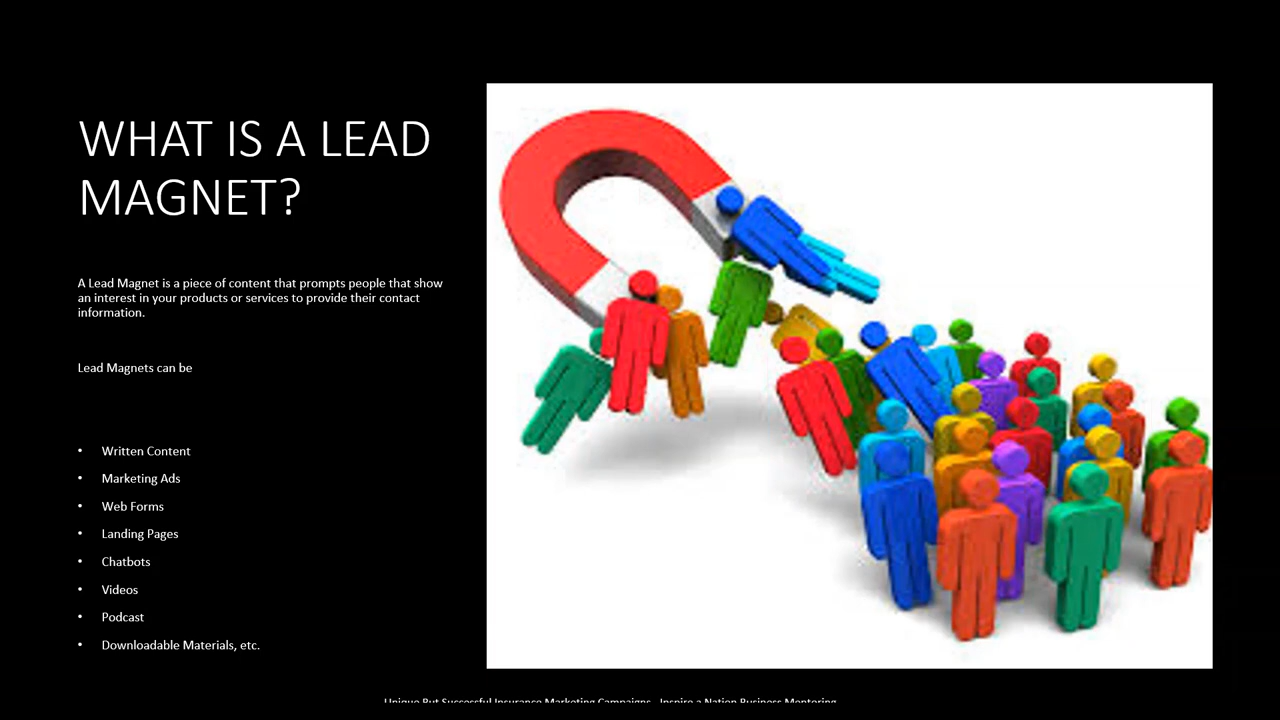 WHAT IS A LEAD
MAGNET?
A Lead Magnet is a piece of content that prompts people that show
an interest in your products or services to provide their contact
information.
Lead Magnets can be
• Written Content
• Marketing Ads
• Web Forms
• Landing Pages
• Chatbots
• Videos
• Podcast
• Downloadable Materials, etc.
Unique But Successful Insurance Marketing Campaigns - Inspire a Nation Business Mentoring